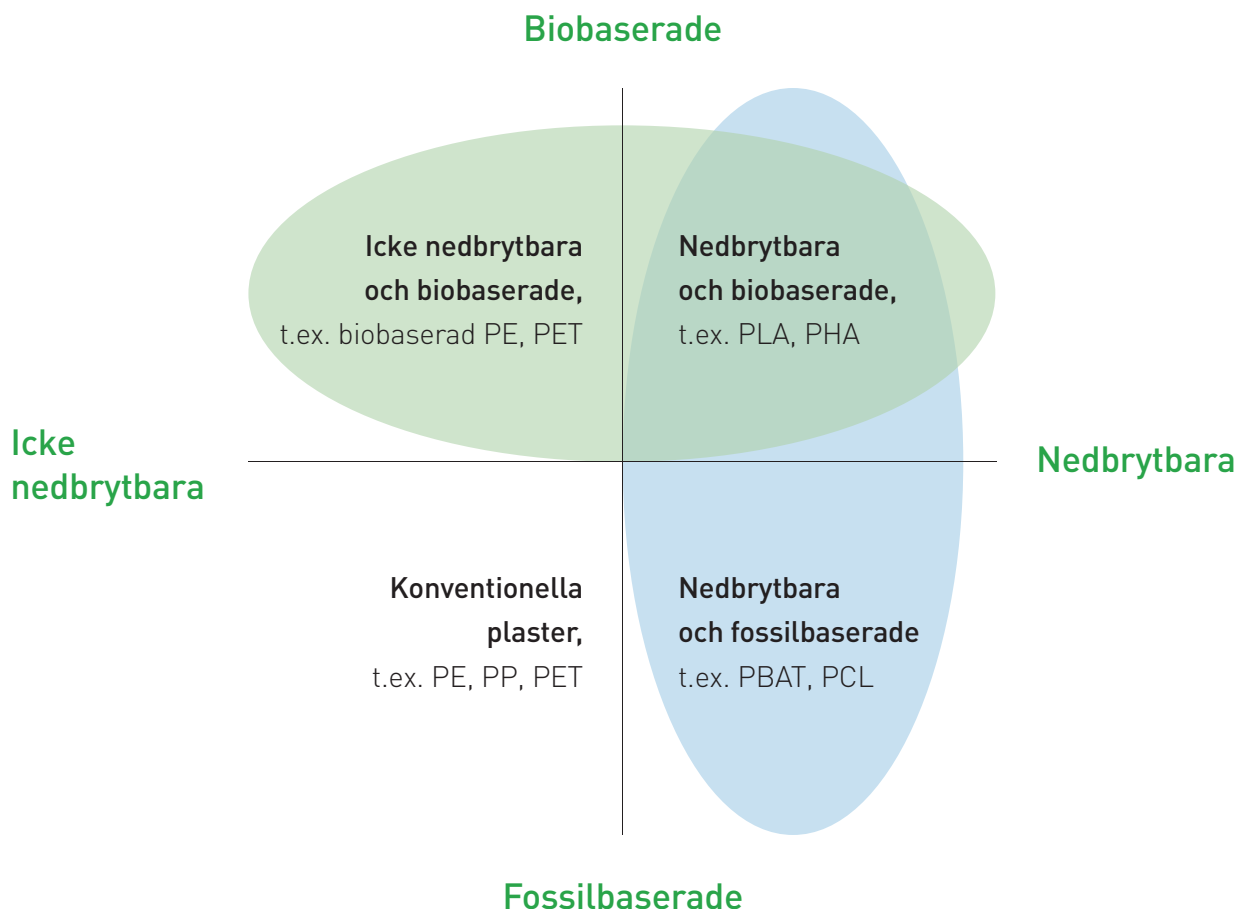 Biobaserade
Icke nedbrytbara
och biobaserade,
t.ex. biobaserad PE, PET
Nedbrytbara
och biobaserade,
t.ex. PLA, PHA
Icke
nedbrytbara
Nedbrytbara
Konventionella
plaster,
t.ex. PE, PP, PET
Nedbrytbara
och fossilbaserade
t.ex. PBAT, PCL
Fossilbaserade